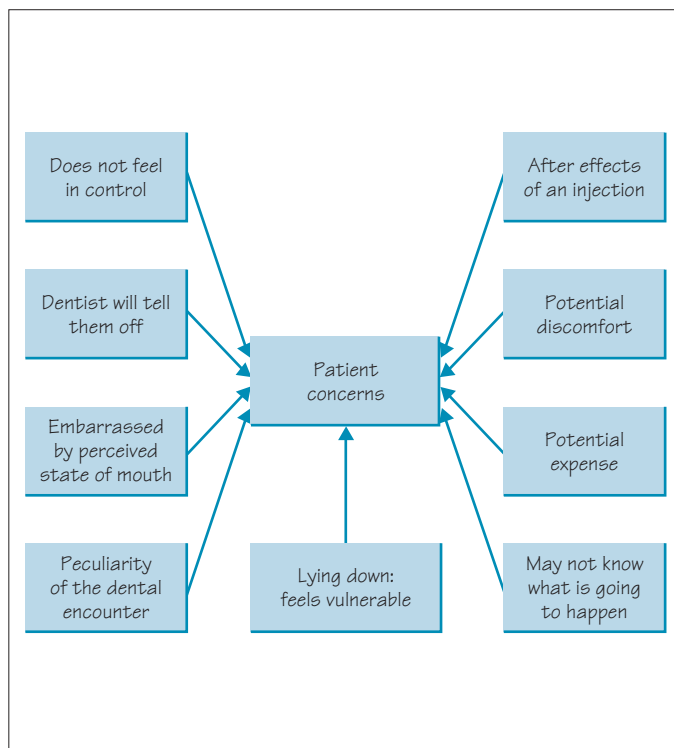 Does not feel
in control
After effects
of an injection
Dentist will tell
them off
Potential
discomfort
Patient
concerns
Embarrassed
by perceived
state of mouth
Potential
expense
Peculiarity
of the dental
encounter
Lying down:
feels vulnerable
May not know
what is going
to happen